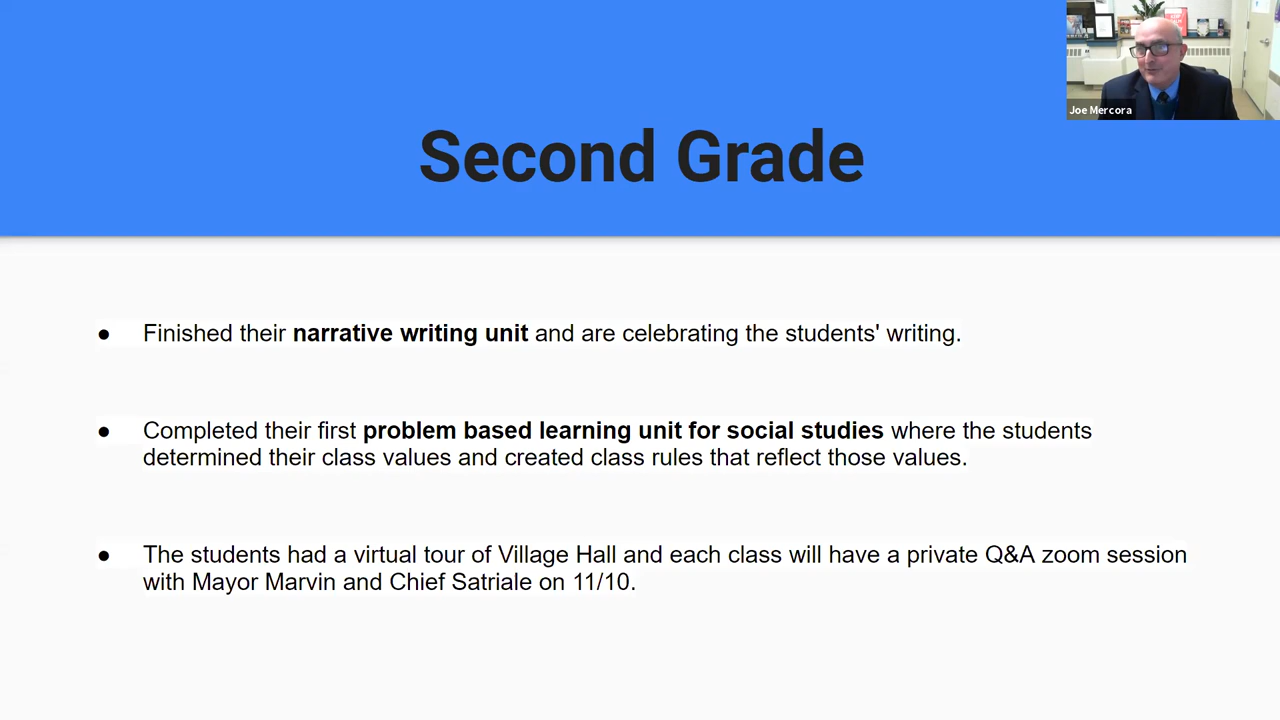 Joe Mercora
Second Grade
● Finished their narrative writing unit and are celebrating the students' writing.
● Completed their first problem based learning unit for social studies where the students
determined their class values and created class rules that reflect those values.
● The students had a virtual tour of Village Hall and each class will have a private Q&A zoom session
with Mayor Marvin and Chief Satriale on 11/10.